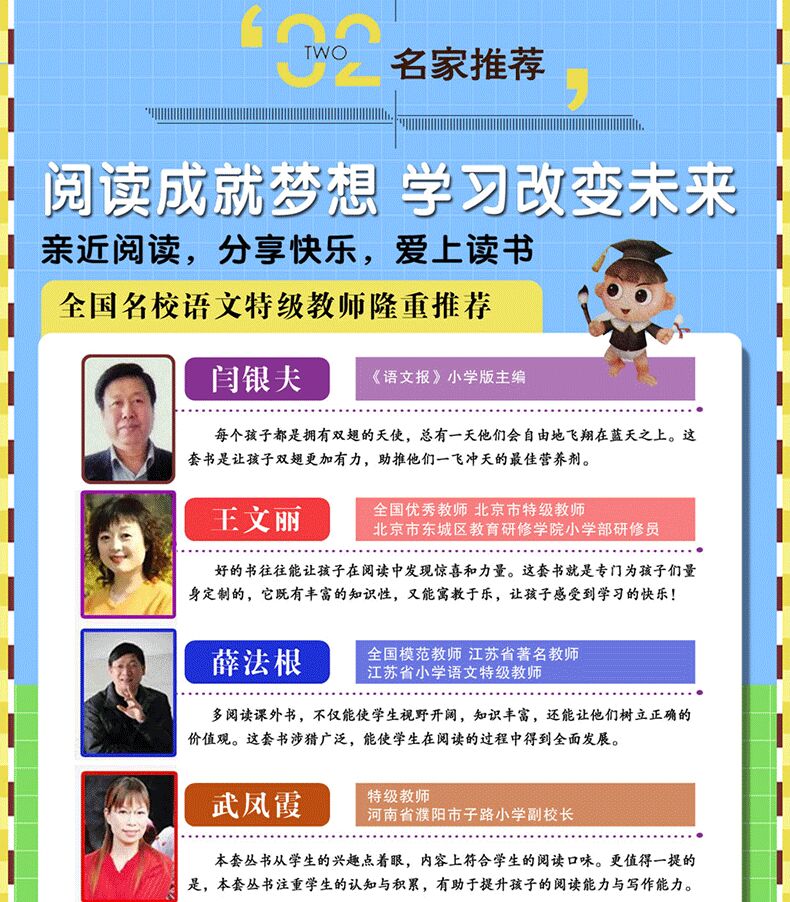 ‘02
TWO
名家推荐’
阅读成就梦想 学习改变未来
亲近阅读，分享快乐，爱上读书
全国名校语文特级教师隆重推荐
闫银夫
《语文报》小学版主编
每个孩子都是拥有双翅的天使，总有一天他们会自由地飞翔在蓝天之上。这
套书是让孩子双翅更加有力，助推他们一飞冲天的最佳营养剂。
王文丽
全国优秀教师 北京市特级教师
北京市东城区教育研修学院小学部研修员
好的书往往能让孩子在阅读中发现惊喜和力量。这套书就是专门为孩子们量
身定制的，它既有丰富的知识性，又能寓教于乐，让孩子感受到学习的快乐！
薛法根
全国模范教师 江苏省著名教师
江苏省小学语文特级教师
多阅读课外书，不仅能使学生视野开阔，知识丰富，还能让他们树立正确的
价值观。这套书涉猎广泛，能使学生在阅读的过程中得到全面发展。
武凤霞
特级教师
河南省濮阳市子路小学副校长
本套丛书从学生的兴趣点着眼，内容上符合学生的阅读口味。更值得一提的
是，本套丛书注重学生的认知与积累，有助于提升孩子的阅读能力与写作能力。